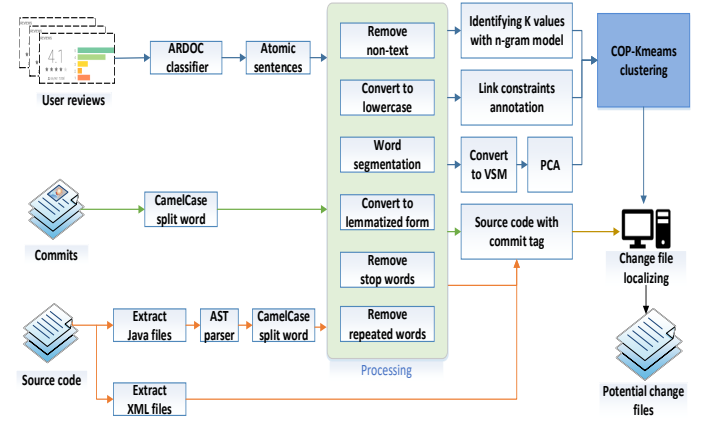 4.1
User reviews
ARDOC
classifier
Atomic
sentences
Remove
non-text
Convert to
lowercase
Word
segmentation
Convert to
lemmatized form
Remove
stop words
Remove
repeated words
Processing
Identifying K values
with n-gram model
Link constraints
annotation
Convert
to VSM
PCA
COP-Kmeams
clustering
Commits
CamelCase
split word
Source code with
commit tag
Change file
localizing
Source code
Extract
Java files
AST
parser
CamelCase
split word
Extract
XML files
Potential change
files